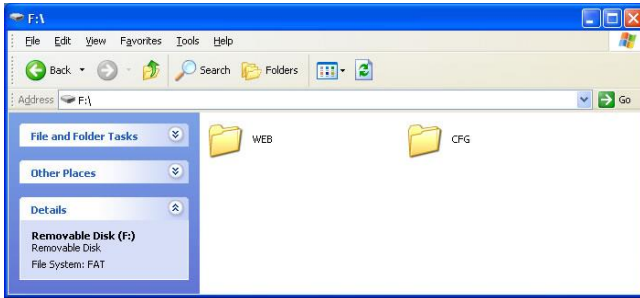 F:\
File Edit View Favorites Tools Help
Back Search Folders
Address F:\ Go
File and Folder Tasks
Other Places
Details
Removable Disk (F:)
Removable Disk
File System: FAT
WEB CFG